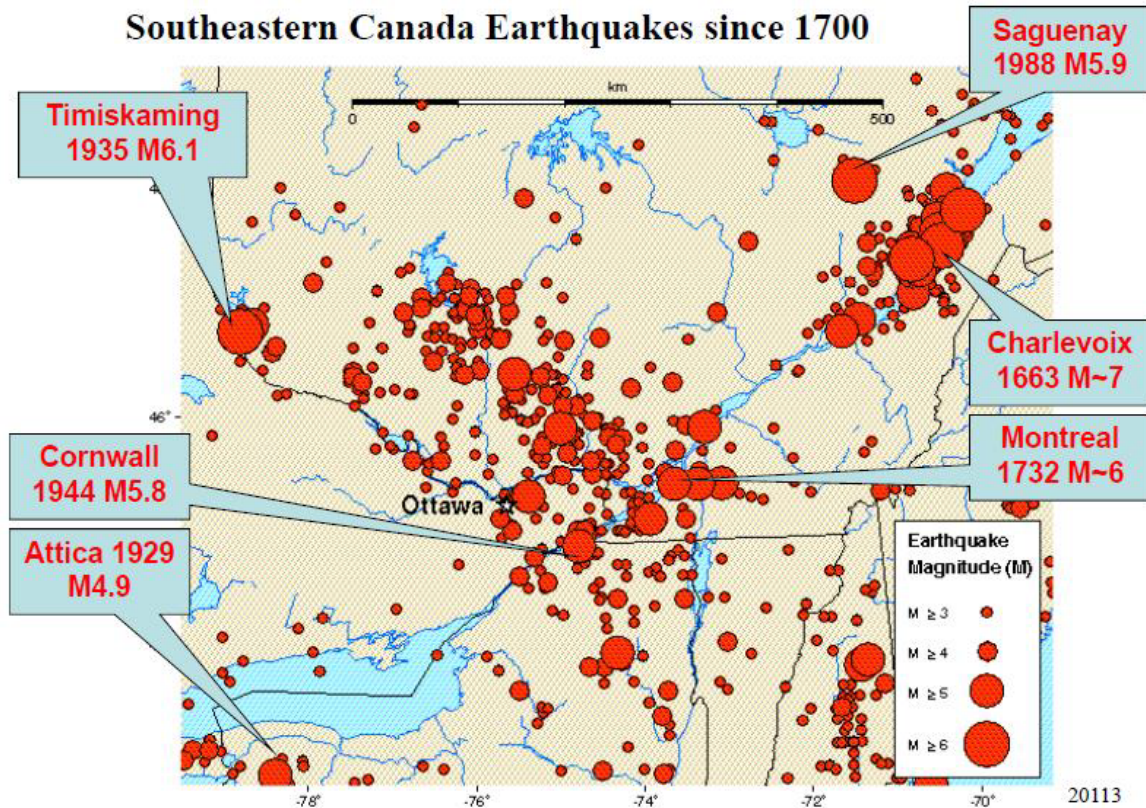 Southeastern Canada Earthquakes since 1700
Saguenay
1988 M5.9
km
0
500
Timiskaming
1935 M6.1
Charlevoix
1663 M~7
46°
Montreal
1732 M~6
Cornwall
1944 M5.8
Ottawa
Attica 1929
M4.9
Earthquake
Magnitude (M)
M ≥ 3
M ≥ 4
M ≥ 5
M ≥ 6
-78°
-76°
-74°
-72°
-70°
20113